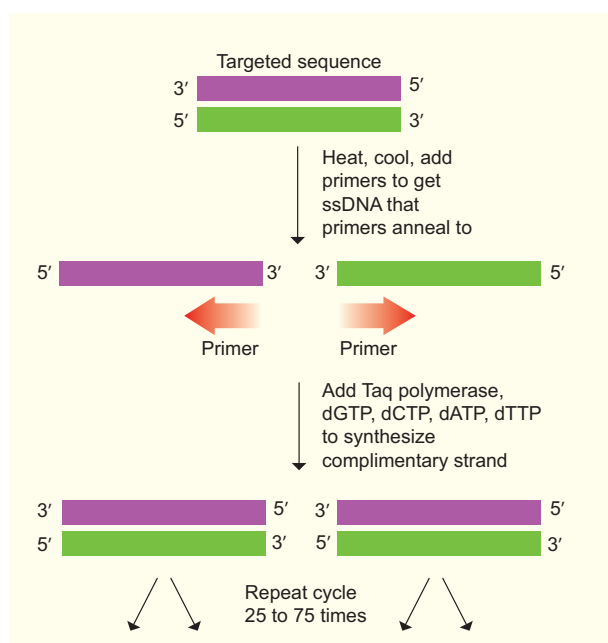 Targeted sequence
3′ 5′
5′ 3′
Heat, cool, add
primers to get
ssDNA that
primers anneal to
5′ 3′ 3′ 5′
Primer Primer
Add Taq polymerase,
dGTP, dCTP, dATP, dTTP
to synthesize
complimentary strand
3′ 5′ 3′ 5′
5′ 3′ 5′ 3′
Repeat cycle
25 to 75 times